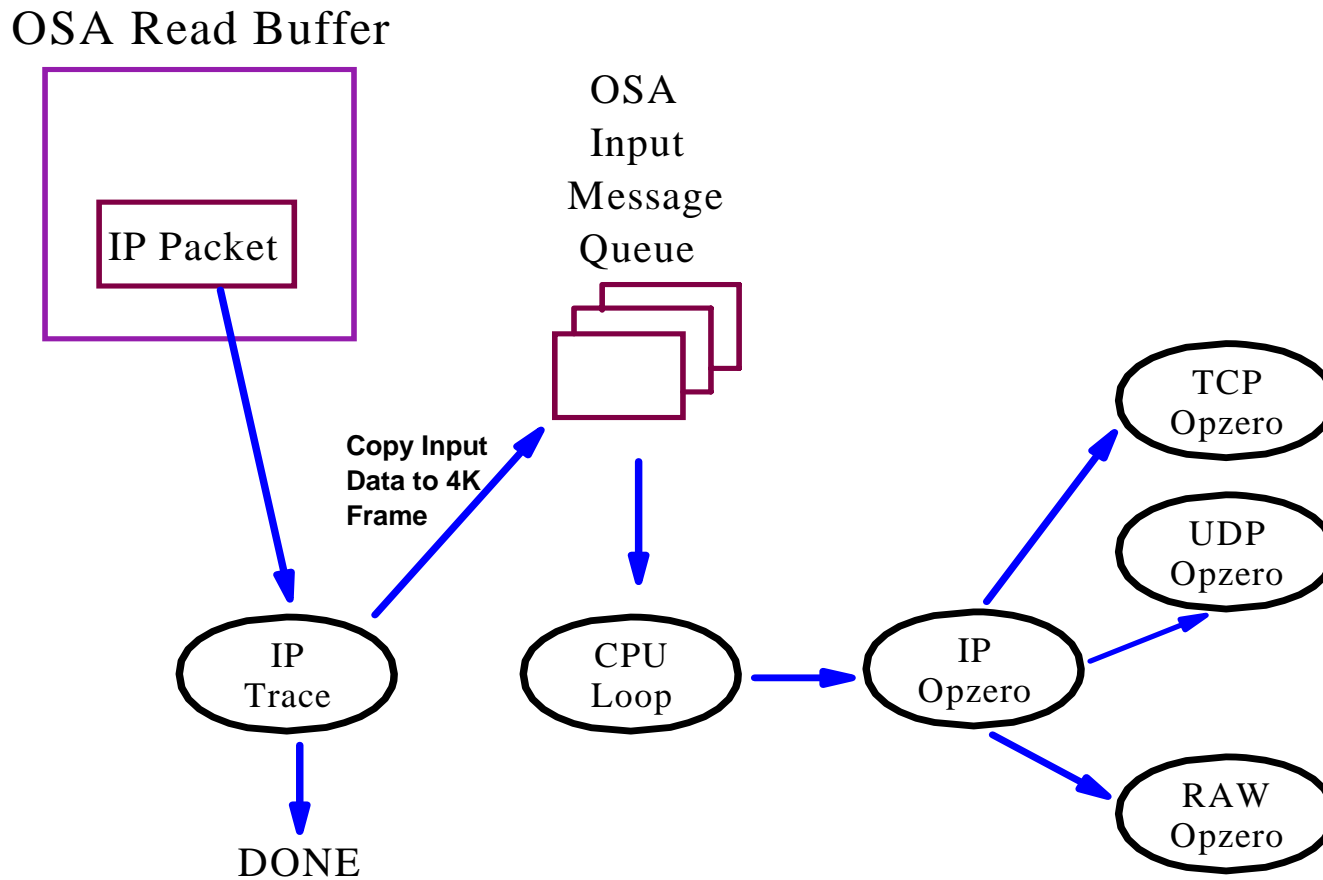 OSA Read Buffer
IP Packet
OSA
Input
Message
Queue
Copy Input
Data to 4K
Frame
IP
Trace
DONE
CPU
Loop
IP
Opzero
TCP
Opzero
UDP
Opzero
RAW
Opzero